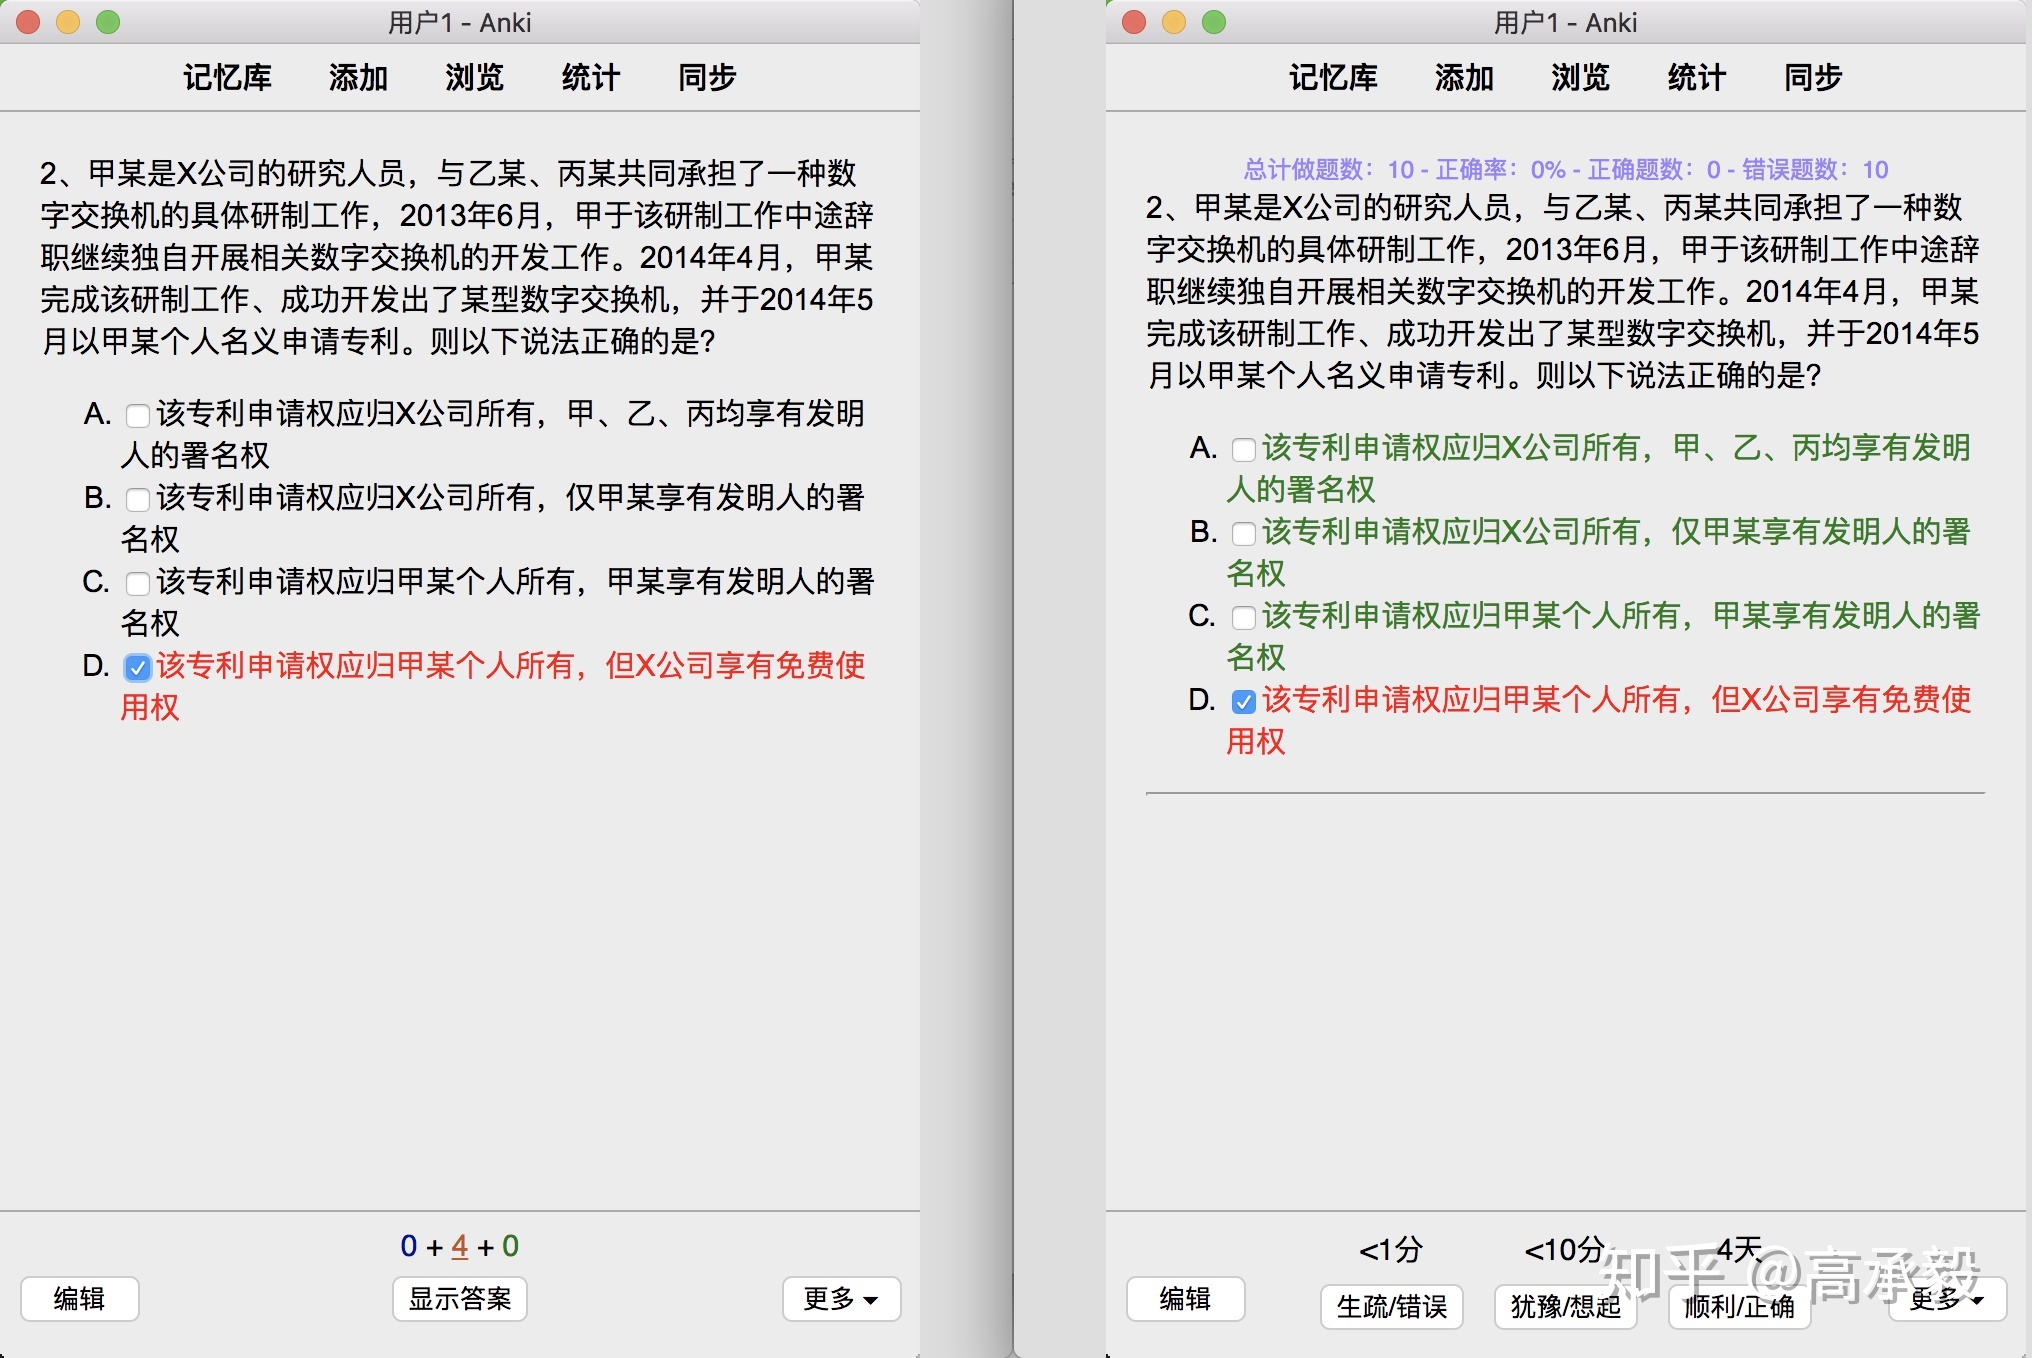 用户1 - Anki
记忆库 添加 浏览 统计 同步
2、甲某是X公司的研究人员，与乙某、丙某共同承担了一种数
字交换机的具体研制工作，2013年6月，甲于该研制工作中途辞
职继续独自开展相关数字交换机的开发工作。2014年4月，甲某
完成该研制工作、成功开发出了某型数字交换机，并于2014年5
月以甲某个人名义申请专利。则以下说法正确的是?
A. 该专利申请权应归X公司所有，甲、乙、丙均享有发明
人的署名权
B. 该专利申请权应归X公司所有，仅甲某享有发明人的署
名权
C. 该专利申请权应归甲某个人所有，甲某享有发明人的署
名权
D. 该专利申请权应归甲某个人所有，但X公司享有免费使
用权
0 + 4 + 0
编辑 显示答案 更多
用户1 - Anki
记忆库 添加 浏览 统计 同步
总计做题数：10 - 正确率：0% - 正确题数：0 - 错误题数：10
2、甲某是X公司的研究人员，与乙某、丙某共同承担了一种数
字交换机的具体研制工作，2013年6月，甲于该研制工作中途辞
职继续独自开展相关数字交换机的开发工作。2014年4月，甲某
完成该研制工作、成功开发出了某型数字交换机，并于2014年5
月以甲某个人名义申请专利。则以下说法正确的是?
A. 该专利申请权应归X公司所有，甲、乙、丙均享有发明
人的署名权
B. 该专利申请权应归X公司所有，仅甲某享有发明人的署
名权
C. 该专利申请权应归甲某个人所有，甲某享有发明人的署
名权
D. 该专利申请权应归甲某个人所有，但X公司享有免费使
用权
<1分 <10分 4天
编辑 生疏/错误 犹豫/想起 顺利/正确 更多
知乎 @高承毅